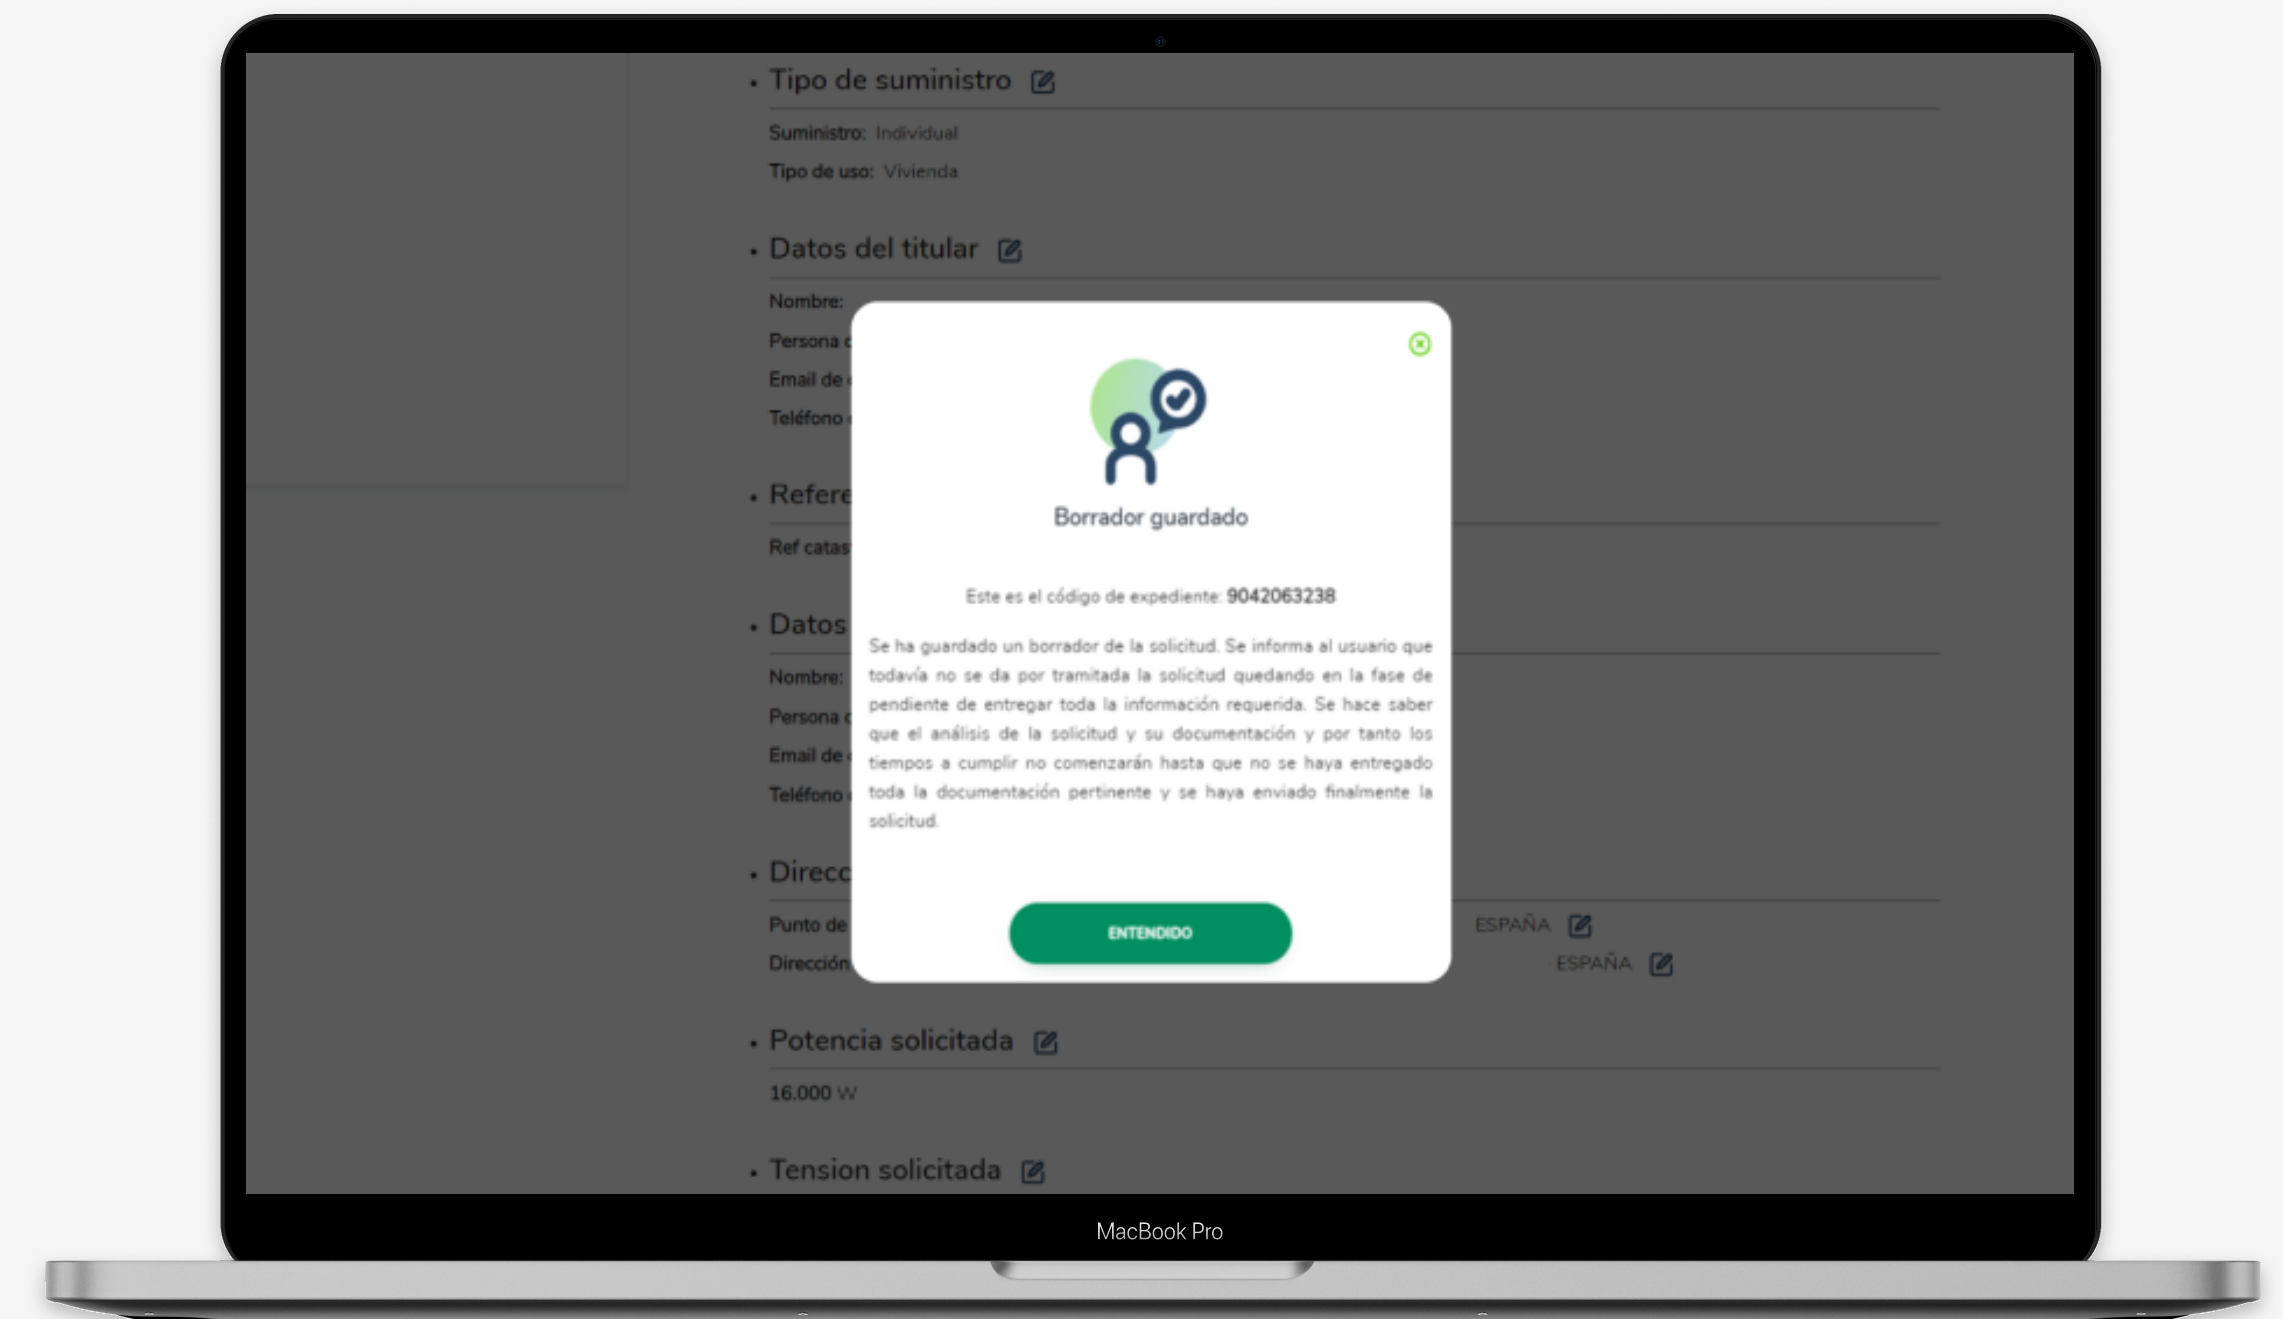 Tipo de suministro
Suministro: Individual
Tipo de uso: Vivienda
Datos del titular
Nombre:
Persona
Email de
Teléfono
Refere
Ref catas
Datos
Nombre:
Persona
Email de
Teléfono
Direcc
Punto de
ESPAÑA
Dirección
ESPAÑA
Potencia solicitada
16.000 W
Tension solicitada
Borrador guardado
Este es el código de expediente: 9042063238
Se ha guardado un borrador de la solicitud. Se informa al usuario que
todavía no se da por tramitada la solicitud quedando en la fase de
pendiente de entregar toda la información requerida. Se hace saber
que el análisis de la solicitud y su documentación y por tanto los
tiempos a cumplir no comenzarán hasta que no se haya entregado
toda la documentación pertinente y se haya enviado finalmente la
solicitud.
ENTENDIDO
MacBook Pro